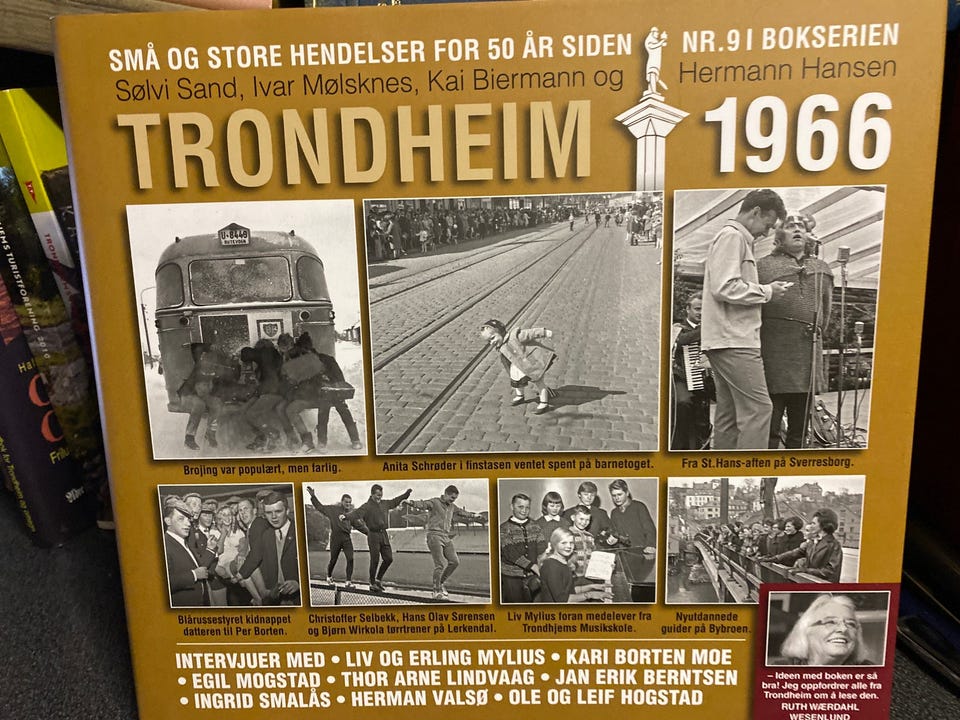 SMÅ OG STORE HENDELSER FOR 50 ÅR SIDEN
NR.9 I BOKSERIEN
Sølvi Sand, Ivar Mølsknes, Kai Biermann og Hermann Hansen
TRONDHEIM 1966
U-8448
Brojing var populært, men farlig.
Anita Schrøder i finstasen ventet spent på barnetoget.
Fra St.Hans-aften på Sverresborg.
Blårussestyret kidnappet
datteren til Per Borten.
Christoffer Selbekk, Hans Olav Sørensen
og Bjørn Wirkola tørrtrener på Lerkendal.
Liv Mylius foran medelever fra
Trondhjems Musikskole.
Nyutdannede
guider på Bybroen.
INTERVJUER MED • LIV OG ERLING MYLIUS • KARI BORTEN MOE
• EGIL MOGSTAD • THOR ARNE LINDVAAG • JAN ERIK BERNTSEN
• INGRID SMALÅS • HERMAN VALSØ • OLE OG LEIF HOGSTAD
– Ideen med boken er så
bra! Jeg oppfordrer alle fra
Trondheim om å lese den.
RUTH WÆRDAHL
WESENLUND